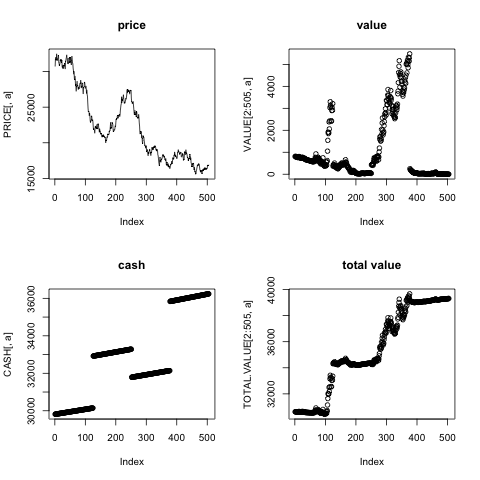 price
PRICE[, a]
15000 25000
0 100 200 300 400 500
Index
value
VALUE[2:505, a]
0 2000 4000
0 100 200 300 400 500
Index
cash
CASH[, a]
30000 32000 34000 36000
0 100 200 300 400 500
Index
total value
TOTAL.VALUE[2:505, a]
32000 36000 40000
0 100 200 300 400 500
Index